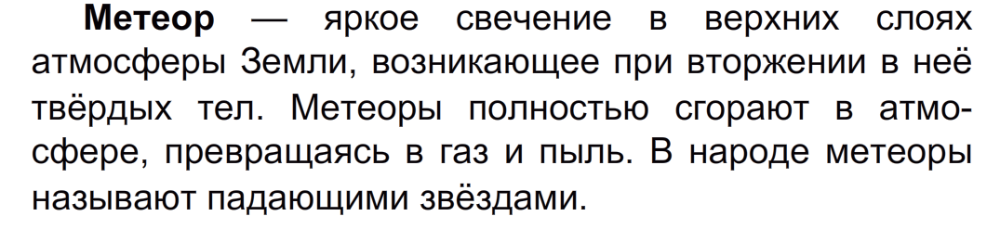 Метеор — яркое свечение в верхних слоях
атмосферы Земли, возникающее при вторжении в неё
твёрдых тел. Метеоры полностью сгорают в атмо-
сфере, превращаясь в газ и пыль. В народе метеоры
называют падающими звёздами.